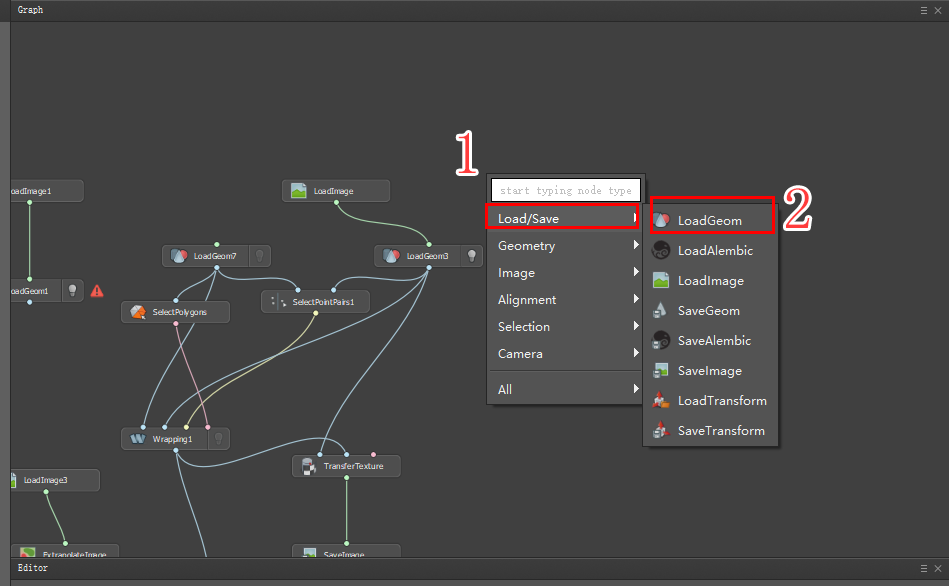 Graph
1
start typing node type
Load/Save
Geometry
Image
Alignment
Selection
Camera
All
2
LoadGeom
LoadAlembic
LoadImage
SaveGeom
SaveAlembic
SaveImage
LoadTransform
SaveTransform
oadImage1
LoadImage
LoadGeom7
LoadGeom3
oadGeom1
SelectPolygons
SelectPointPairs1
Wrapping1
TransferTexture
LoadImage3
ExtrapolateImage
SaveImage
Editor